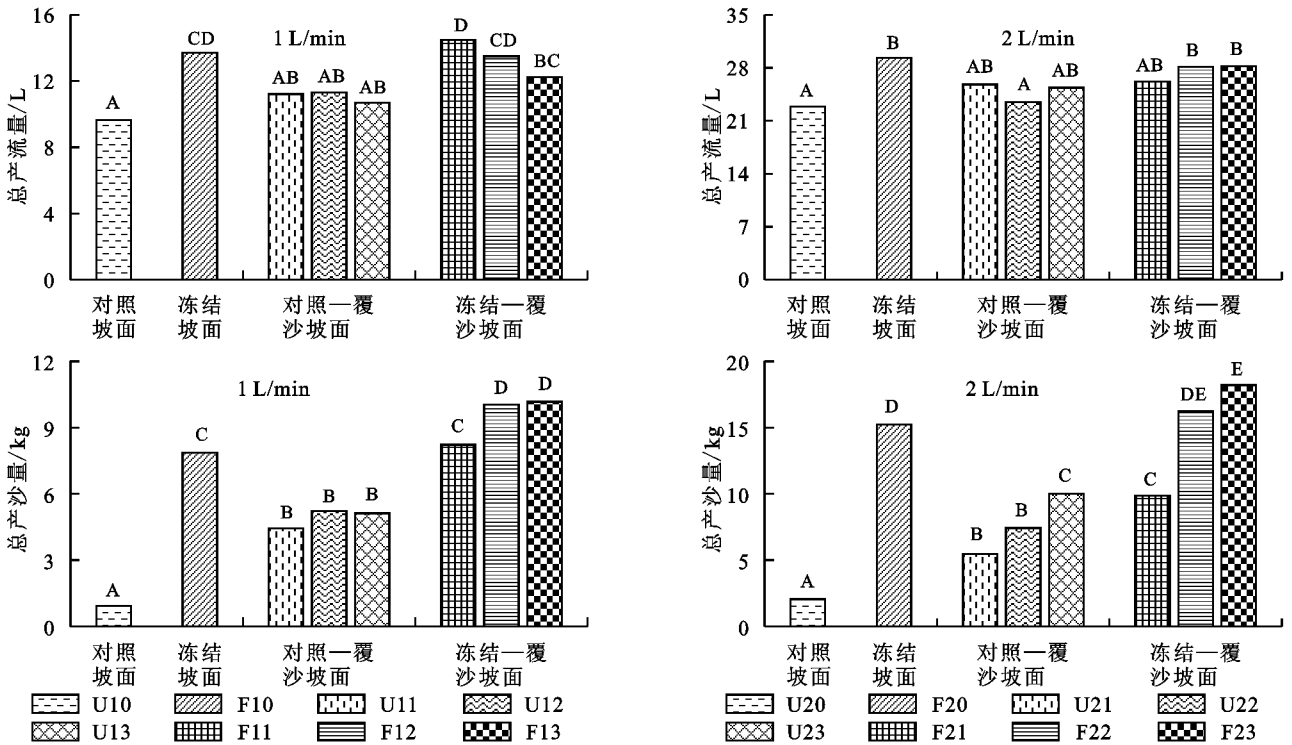 总产流量/L
16
12
8
4
0
1 L/min
A
CD
AB
AB
AB
D
CD
BC
对照
坡面
冻结
坡面
对照—覆
沙坡面
冻结—覆
沙坡面
总产流量/L
35
28
21
14
7
0
2 L/min
A
B
AB
A
AB
AB
B
B
对照
坡面
冻结
坡面
对照—覆
沙坡面
冻结—覆
沙坡面
总产沙量/kg
12
9
6
3
0
1 L/min
A
C
B
B
B
C
D
D
对照
坡面
冻结
坡面
对照—覆
沙坡面
冻结—覆
沙坡面
总产沙量/kg
20
15
10
5
0
2 L/min
A
D
B
B
C
C
DE
E
对照
坡面
冻结
坡面
对照—覆
沙坡面
冻结—覆
沙坡面
U10 F10 U11 U12
U13 F11 F12 F13
U20 F20 U21 U22
U23 F21 F22 F23